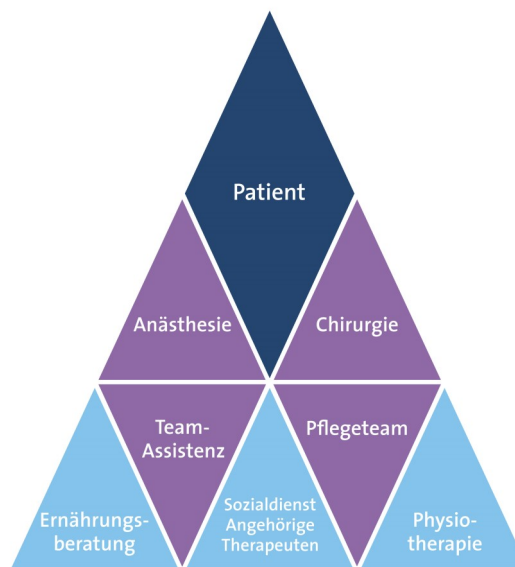 Patient
Anästhesie
Chirurgie
Team-
Assistenz
Pflegeteam
Ernährungs-
beratung
Sozialdienst
Angehörige
Therapeuten
Physio-
therapie